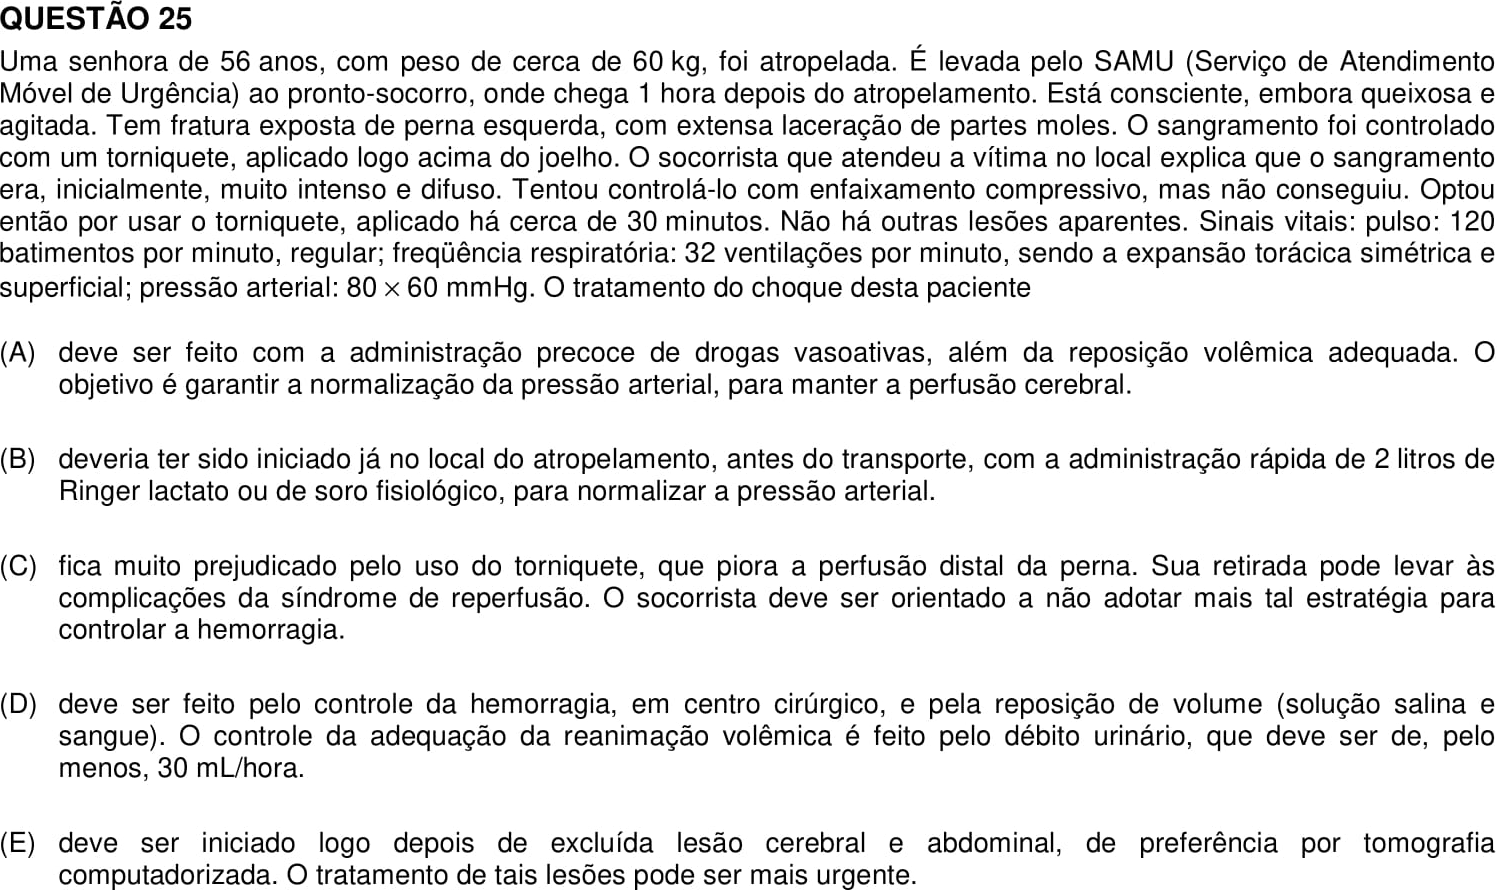 QUESTÃO 25
Uma senhora de 56 anos, com peso de cerca de 60 kg, foi atropelada. É levada pelo SAMU (Serviço de Atendimento
Móvel de Urgência) ao pronto-socorro, onde chega 1 hora depois do atropelamento. Está consciente, embora queixosa e
agitada. Tem fratura exposta de perna esquerda, com extensa laceração de partes moles. O sangramento foi controlado
com um torniquete, aplicado logo acima do joelho. O socorrista que atendeu a vítima no local explica que o sangramento
era, inicialmente, muito intenso e difuso. Tentou controlá-lo com enfaixamento compressivo, mas não conseguiu. Optou
então por usar o torniquete, aplicado há cerca de 30 minutos. Não há outras lesões aparentes. Sinais vitais: pulso: 120
batimentos por minuto, regular; freqüência respiratória: 32 ventilações por minuto, sendo a expansão torácica simétrica e
superficial; pressão arterial: 80 × 60 mmHg. O tratamento do choque desta paciente
(A) deve ser feito com a administração precoce de drogas vasoativas, além da reposição volêmica adequada. O
objetivo é garantir a normalização da pressão arterial, para manter a perfusão cerebral.
(B) deveria ter sido iniciado já no local do atropelamento, antes do transporte, com a administração rápida de 2 litros de
Ringer lactato ou de soro fisiológico, para normalizar a pressão arterial.
(C) fica muito prejudicado pelo uso do torniquete, que piora a perfusão distal da perna. Sua retirada pode levar às
complicações da síndrome de reperfusão. O socorrista deve ser orientado a não adotar mais tal estratégia para
controlar a hemorragia.
(D) deve ser feito pelo controle da hemorragia, em centro cirúrgico, e pela reposição de volume (solução salina e
sangue). O controle da adequação da reanimação volêmica é feito pelo débito urinário, que deve ser de, pelo
menos, 30 mL/hora.
(E) deve ser iniciado logo depois de excluída lesão cerebral e abdominal, de preferência por tomografia
computadorizada. O tratamento de tais lesões pode ser mais urgente.